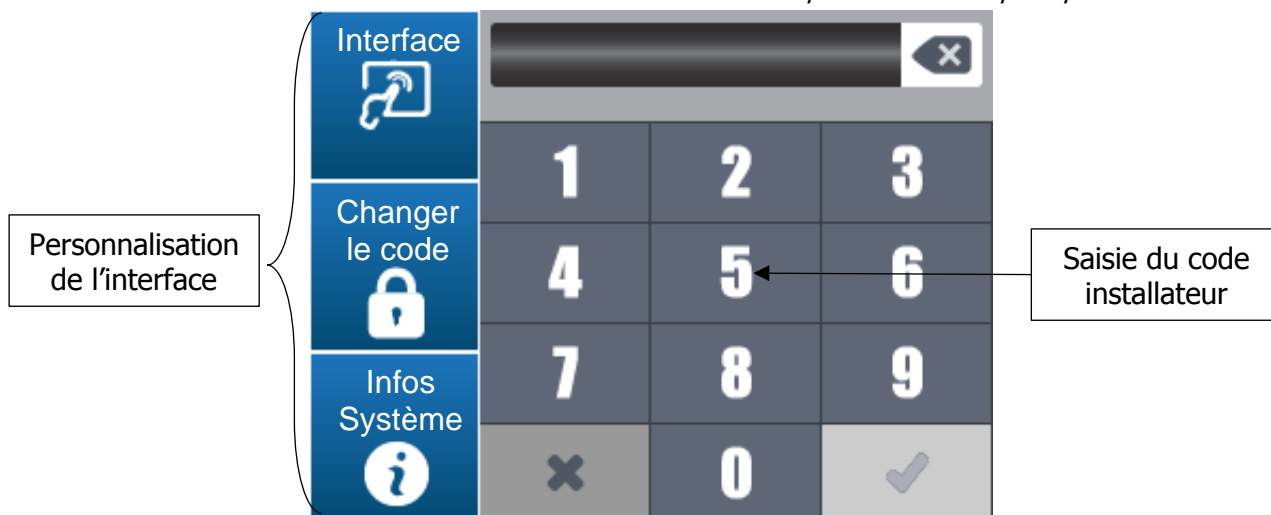 Interface
1 2 3
Changer
le code
Personnalisation
de l’interface
4 5 6
Saisie du code
installateur
7 8 9
Infos
Système
0